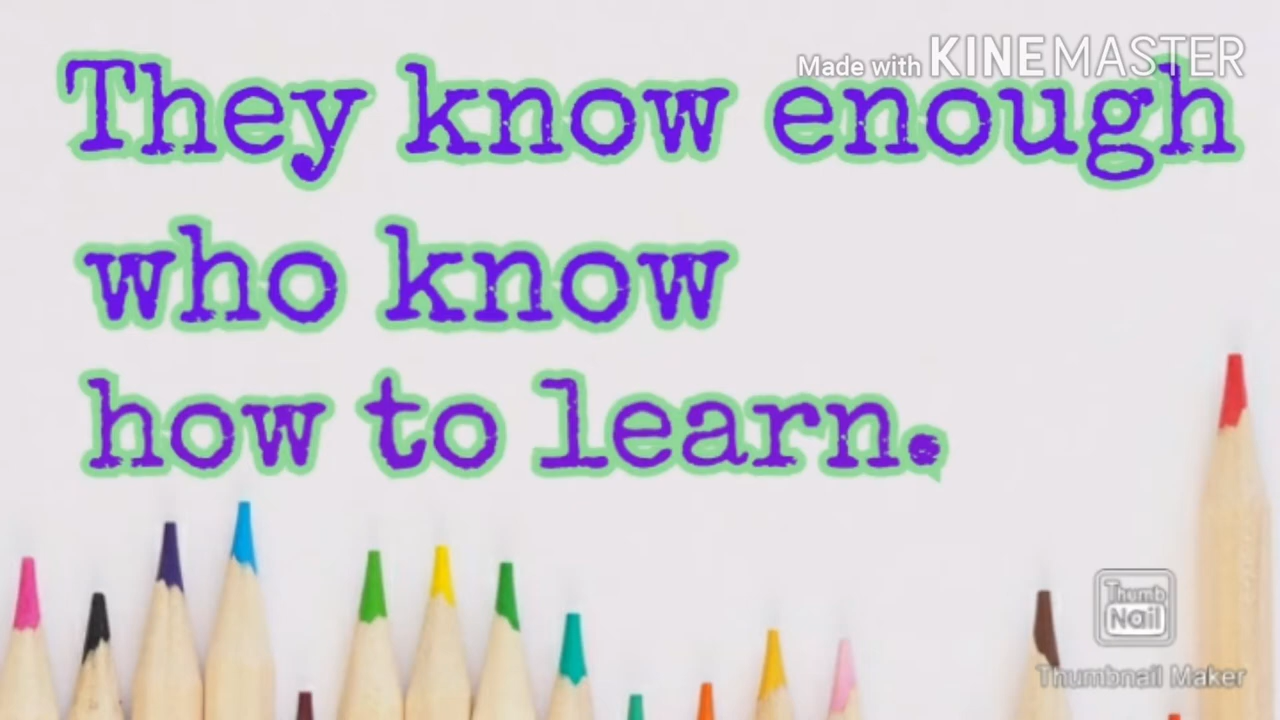 Made with KINEMASTER
They know enough
who know
how to learn.
Thumb
Nail
Thumbnail Maker